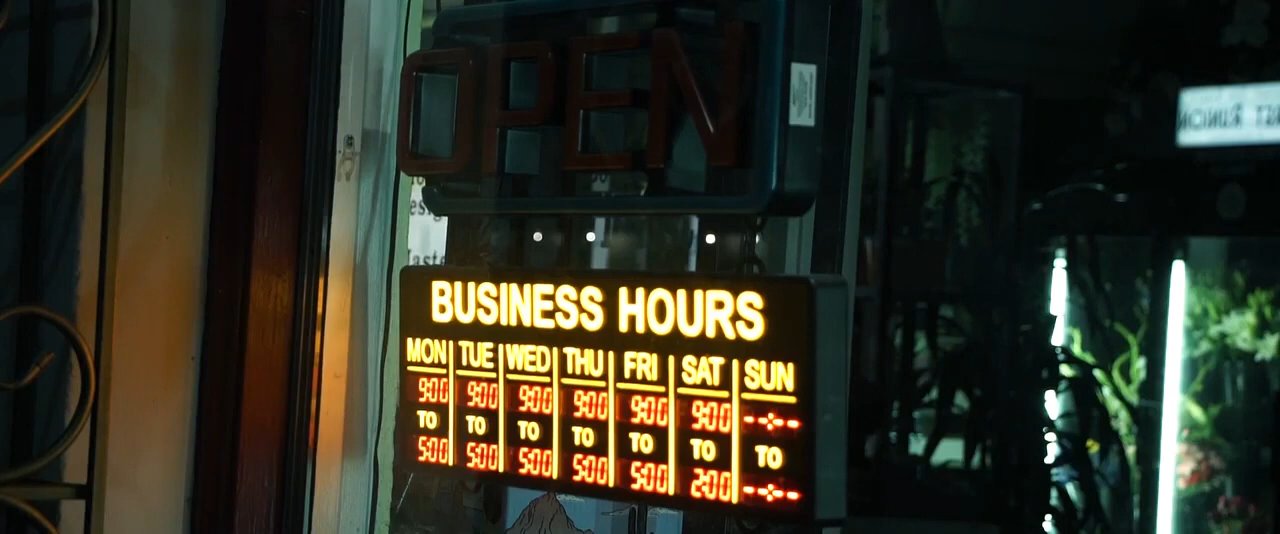 OPEN
BUSINESS HOURS
MON TUE WED THU FRI SAT SUN
9:00 9:00 9:00 9:00 9:00 9:00 --:--
TO TO TO TO TO TO TO
5:00 5:00 5:00 5:00 5:00 2:00 --:--